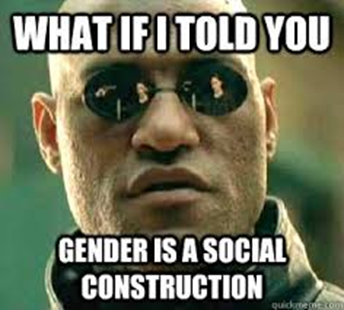 WHAT IF I TOLD YOU
GENDER IS A SOCIAL
CONSTRUCTION
quickmeme.com